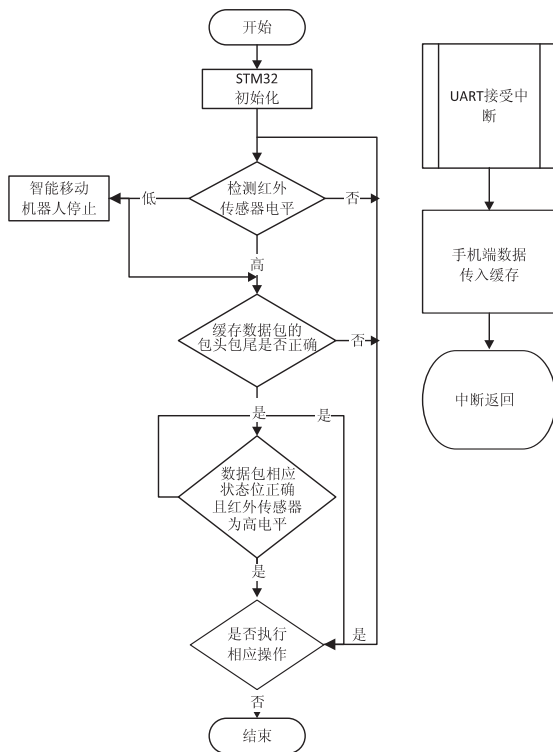 开始
STM32
初始化
检测红外
传感器电平
低
否
智能移动
机器人停止
高
缓存数据包的
包头包尾是否正确
否
是
是
数据包相应
状态位正确
且红外传感器
为高电平
是
是否执行
相应操作
是
否
结束
UART接受中
断
手机端数据
传入缓存
中断返回